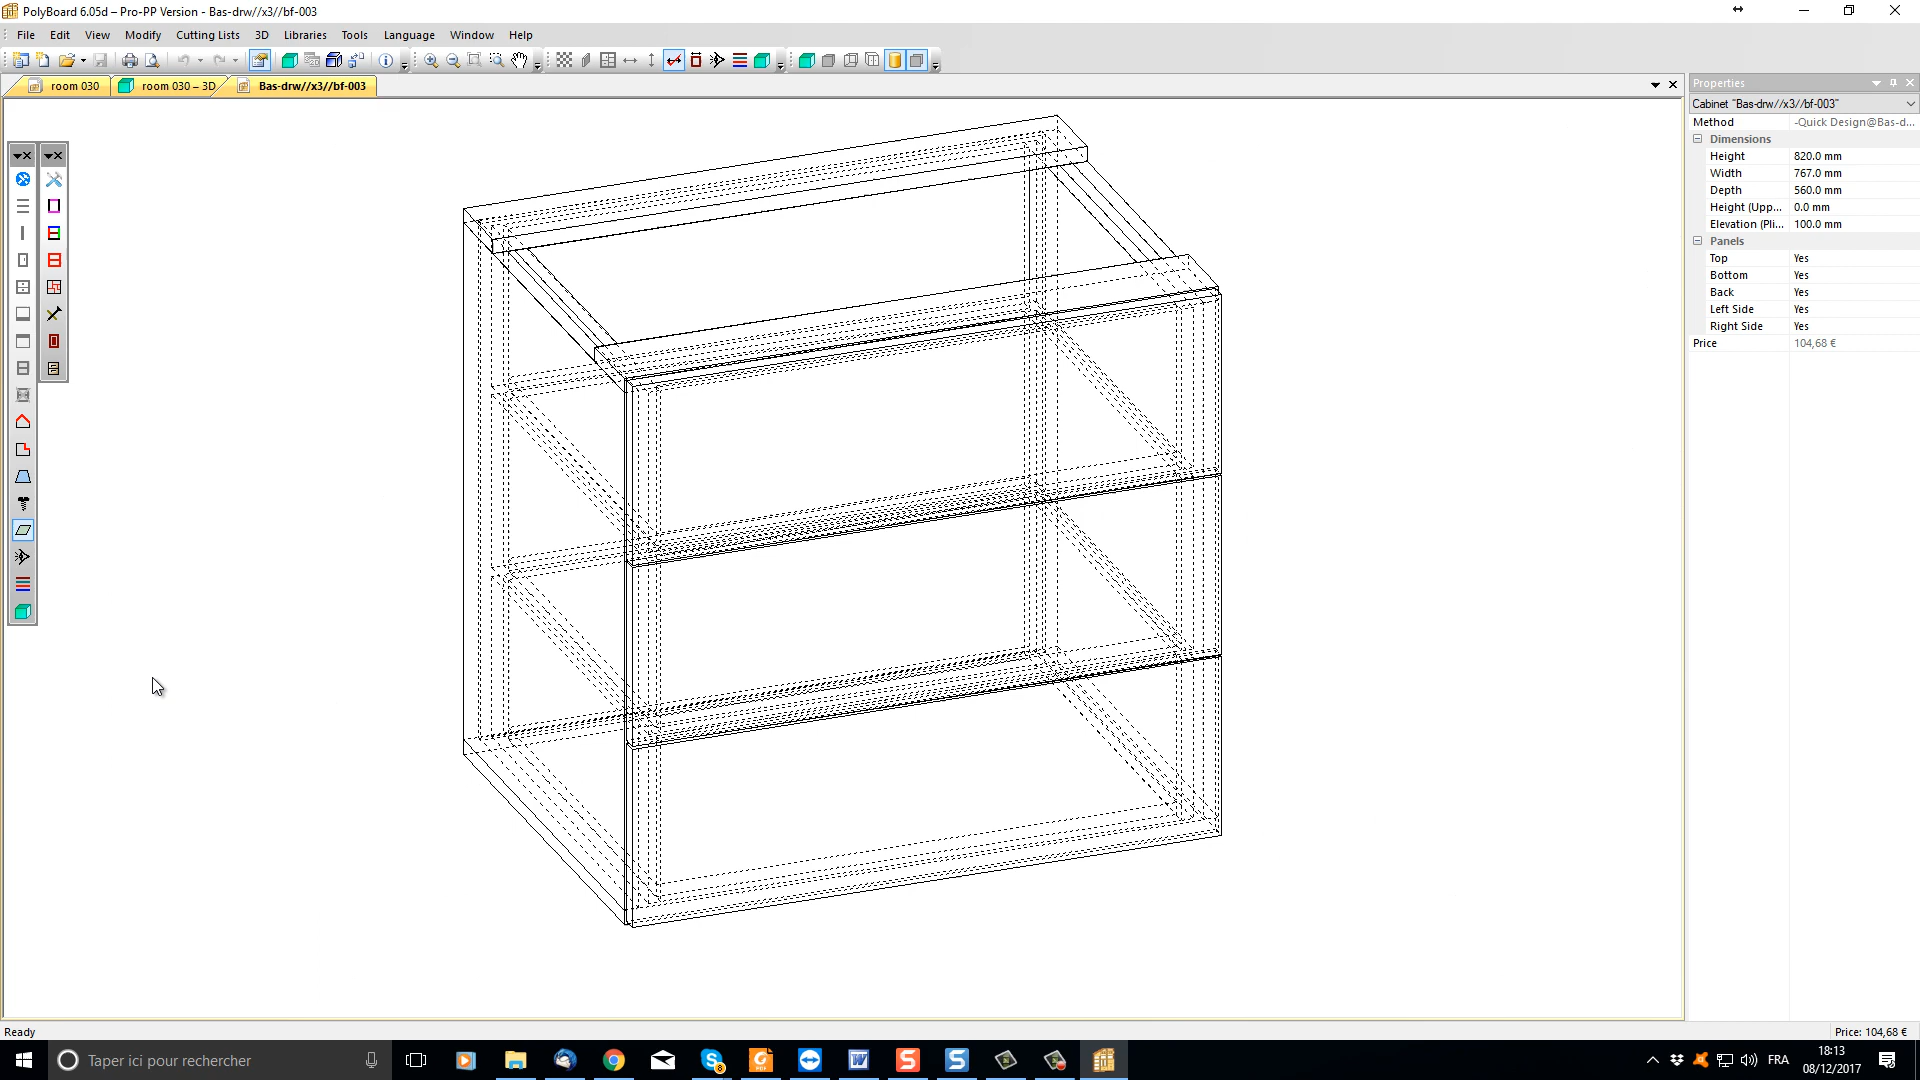 PolyBoard 6.05d – Pro-PP Version - Bas-drw//x3//bf-003
File Edit View Modify Cutting Lists 3D Libraries Tools Language Window Help
room 030
room 030 – 3D
Bas-drw//x3//bf-003
Properties
Cabinet "Bas-drw//x3//bf-003"
Method -Quick Design@Bas-d...
Dimensions
Height 820.0 mm
Width 767.0 mm
Depth 560.0 mm
Height (Upp... 0.0 mm
Elevation (Pli... 100.0 mm
Panels
Top Yes
Bottom Yes
Back Yes
Left Side Yes
Right Side Yes
Price 104,68 €
Ready
Price: 104,68 €
Taper ici pour rechercher
8
FRA
18:13
08/12/2017